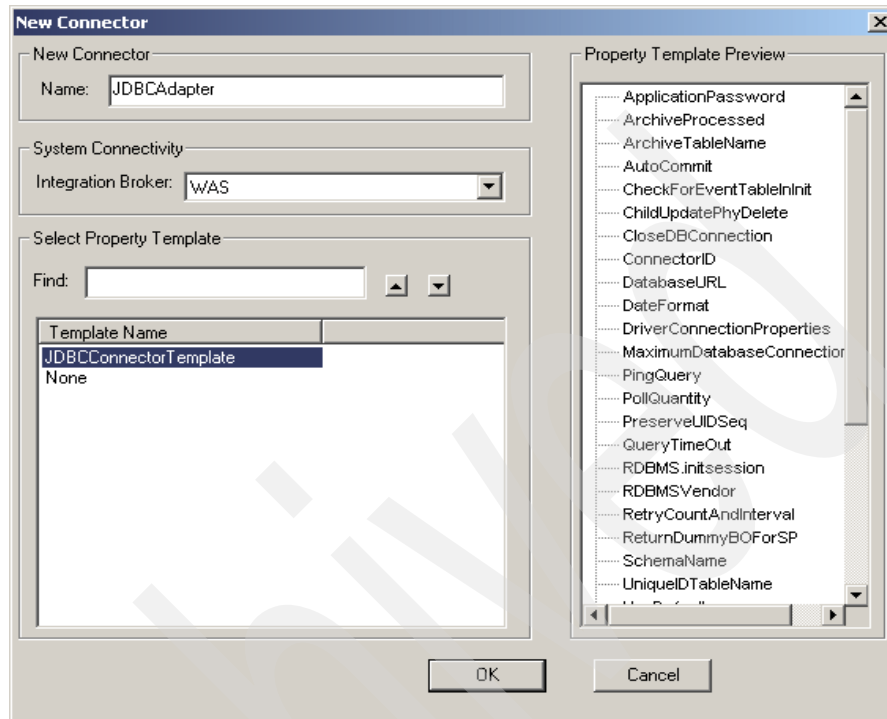 New Connector
New Connector
Name: JDBCAdapter
System Connectivity
Integration Broker: WAS
Select Property Template
Find:
Template Name
JDBCConnectorTemplate
None
Property Template Preview
ApplicationPassword
ArchiveProcessed
ArchiveTableName
AutoCommit
CheckForEventTableInInit
ChildUpdatePhyDelete
CloseDBConnection
ConnectorID
DatabaseURL
DateFormat
DriverConnectionProperties
MaximumDatabaseConnection
PingQuery
PollQuantity
PreserveUIDSeq
QueryTimeOut
RDBMS.initsession
RDBMSVendor
RetryCountAndInterval
ReturnDummyBOForSP
SchemaName
UniqueIDTableName
OK
Cancel